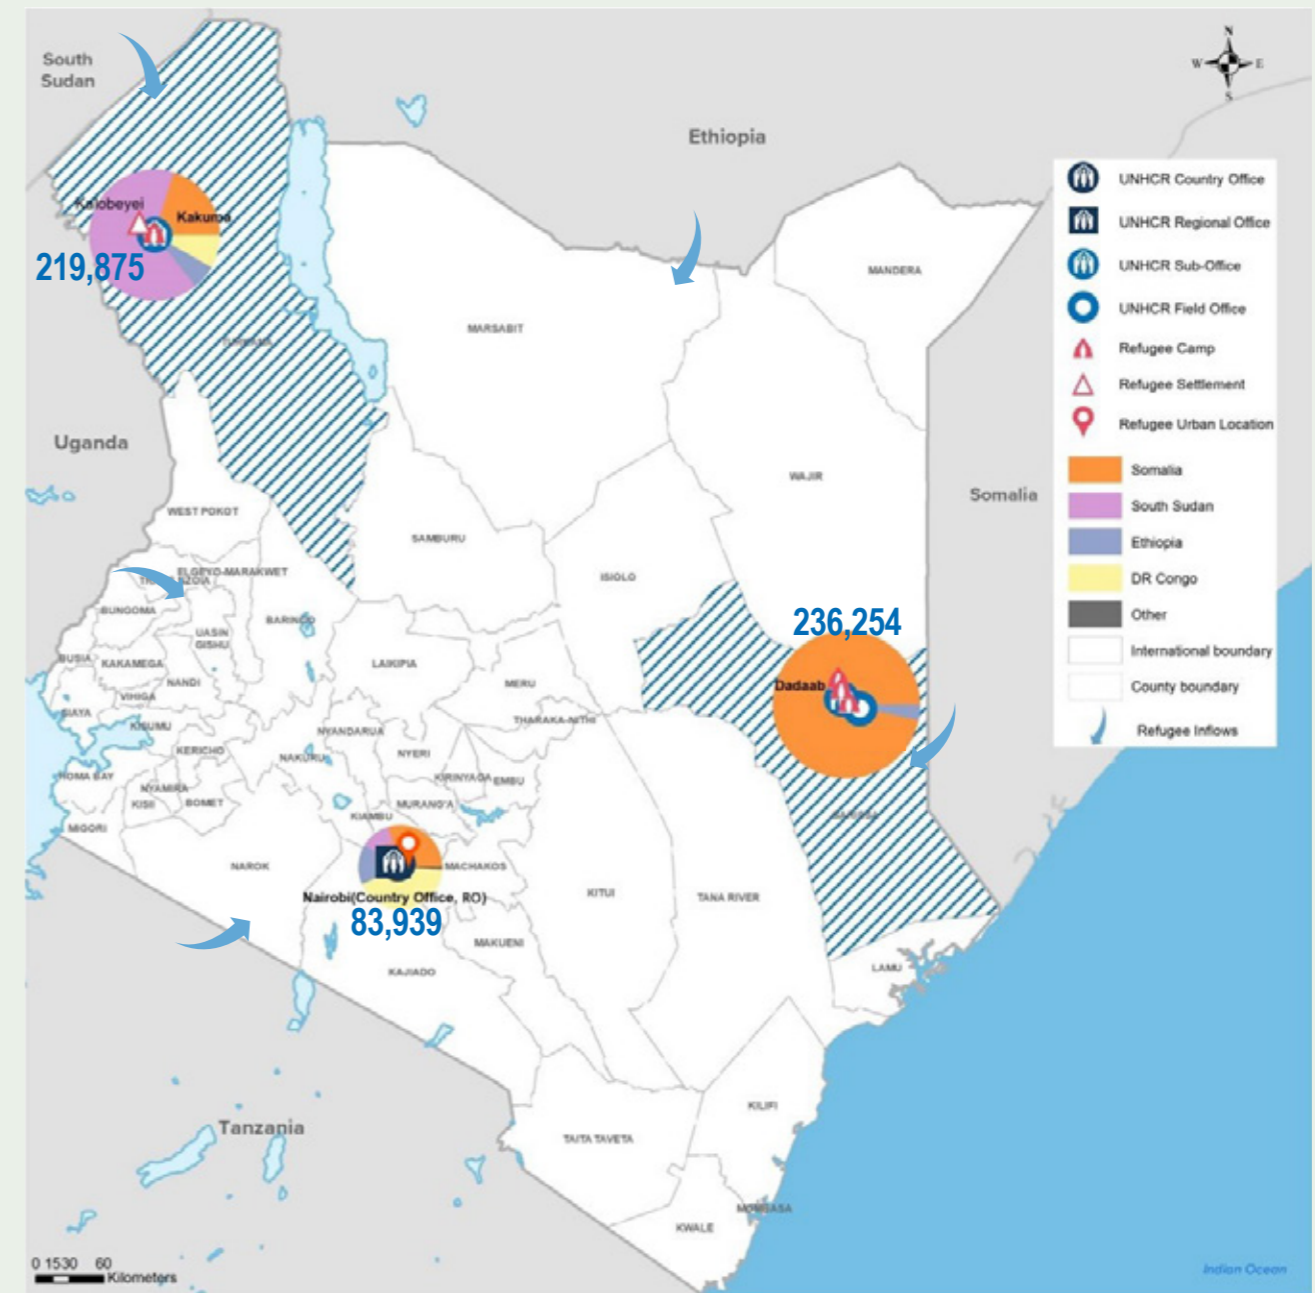 N
W
E
S
South
Sudan
Ethiopia
Kalobeyei
Kakuma
219,875
MANDERA
MARSABIT
TURKANA
Uganda
WAJIR
Somalia
WEST POKOT
SAMBURU
ELGEYO-MARAKWET
ISIOLO
BUNGOMA
BARINGO
236,254
UASIN
GISHU
BUSIA
KAKAMEGA
LAIKIPIA
NANDI
MERU
Dadaab
VIHIGA
SIAYA
KISUMU
THARAKA-NITHI
NYANDARUA
KERICHO
NAKURU
NYERI
HOMA BAY
KIRINYAGA
EMBU
NYAMIRA
KISII
BOMET
MURANG'A
KIAMBU
GARISSA
MIGORI
NAROK
MACHAKOS
KITUI
TANA RIVER
Nairobi(Country Office, RO)
83,939
MAKUENI
KAJIADO
LAMU
Tanzania
KILIFI
TAITA TAVETA
MOMBASA
KWALE
UNHCR Country Office
UNHCR Regional Office
UNHCR Sub-Office
UNHCR Field Office
Refugee Camp
Refugee Settlement
Refugee Urban Location
Somalia
South Sudan
Ethiopia
DR Congo
Other
International boundary
County boundary
Refugee Inflows
0 1530 60
Kilometers
Indian Ocean